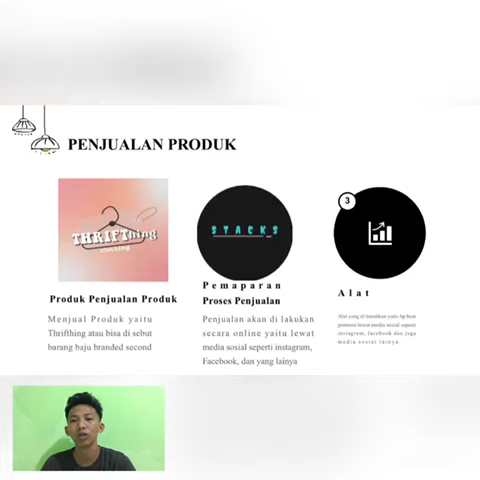 PENJUALAN PRODUK
THRIFThing
clothing
Produk Penjualan Produk
Menjual Produk yaitu
Thrifthing atau bisa di sebut
barang baju branded second
STACKS
Pemaparan
Proses Penjualan
Penjualan akan di lakukan
secara online yaitu lewat
media sosial seperti instagram,
Facebook, dan yang lainya
3
Alat
Alat yang di butuhkan yaitu hp buat
promosi lewat media sosial seperti
instagram, facebook dan juga
media sosial lainya